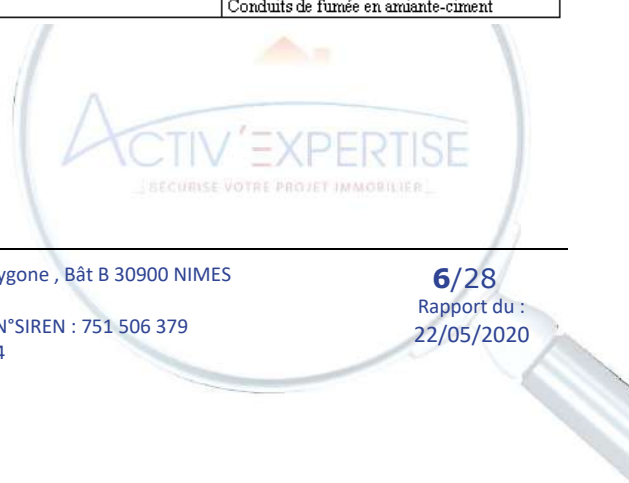 Conduits de fumée en amiante-ciment
ACTIV'EXPERTISE
SÉCURISE VOTRE PROJET IMMOBILIER
ygone , Bât B 30900 NIMES
N°SIREN : 751 506 379
4
6/28
Rapport du :
22/05/2020